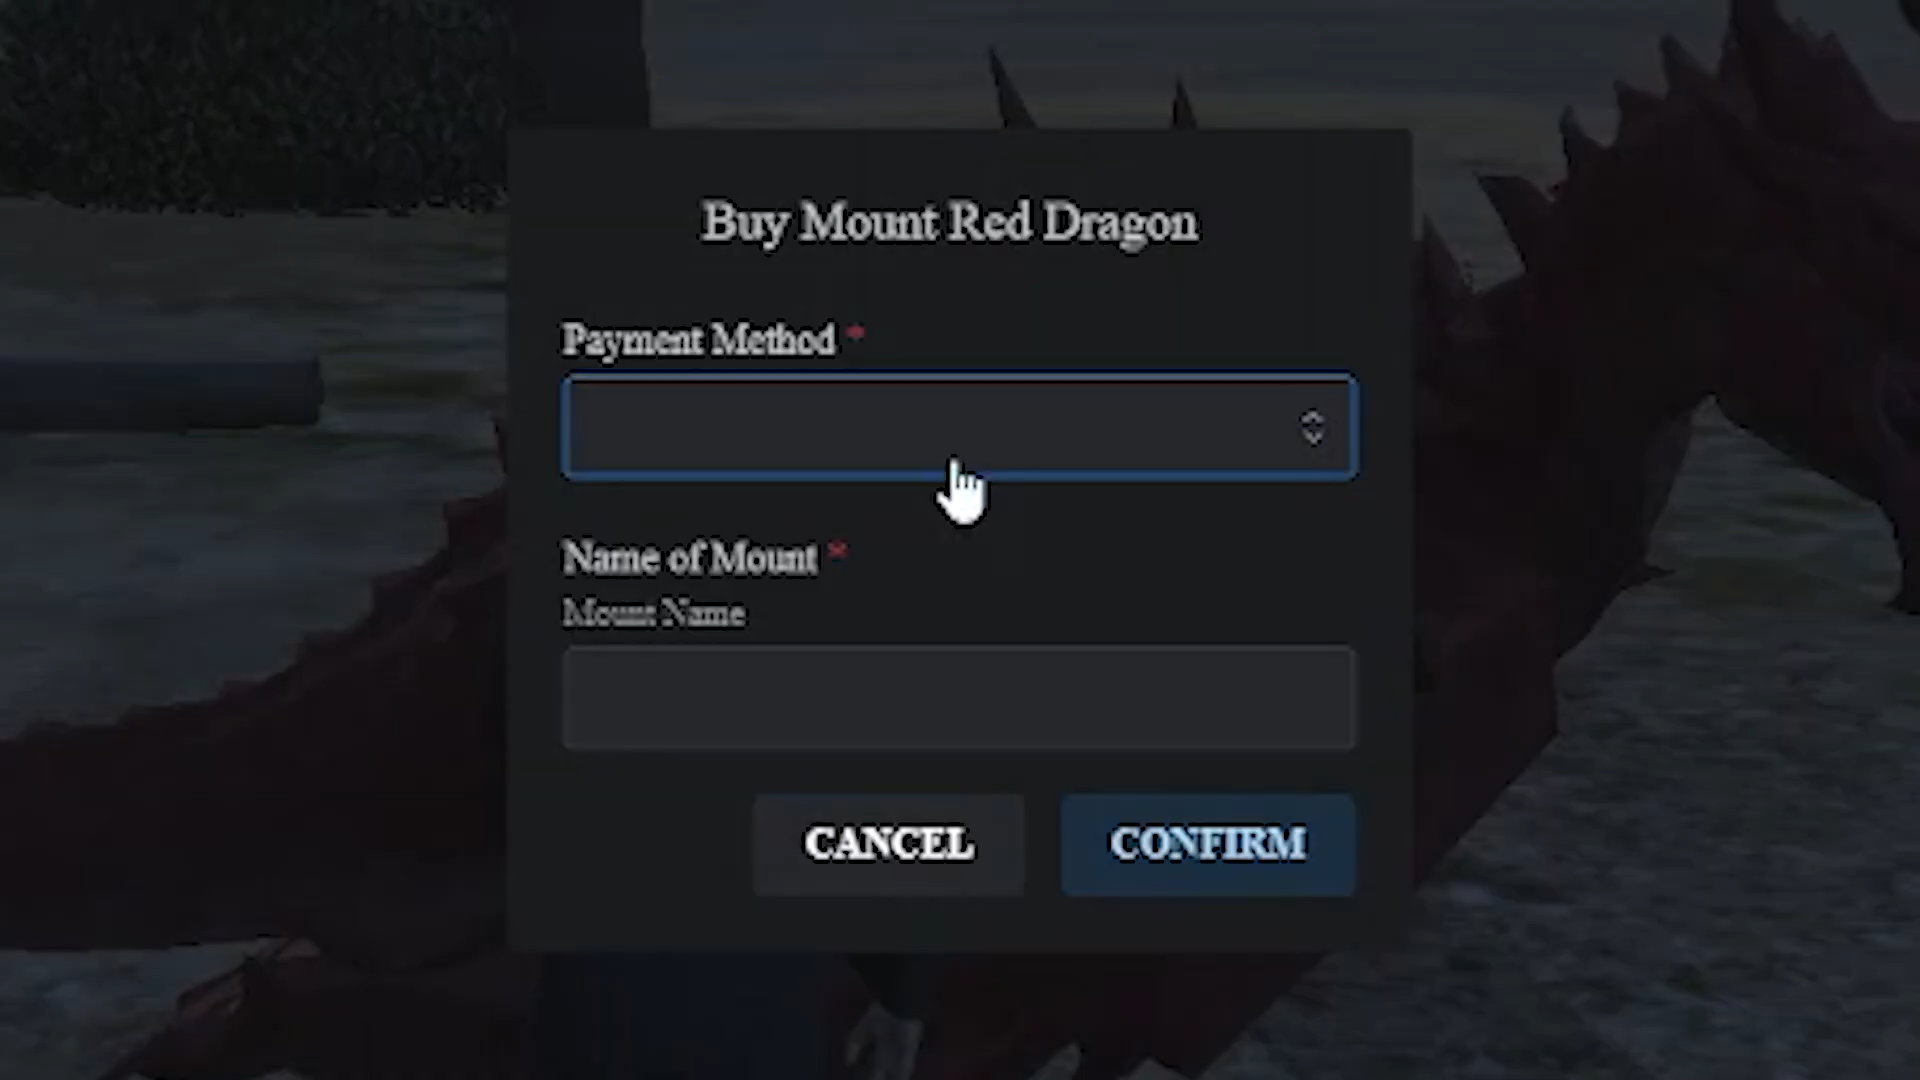 Buy Mount Red Dragon
Payment Method *
Name of Mount *
Mount Name
CANCEL
CONFIRM